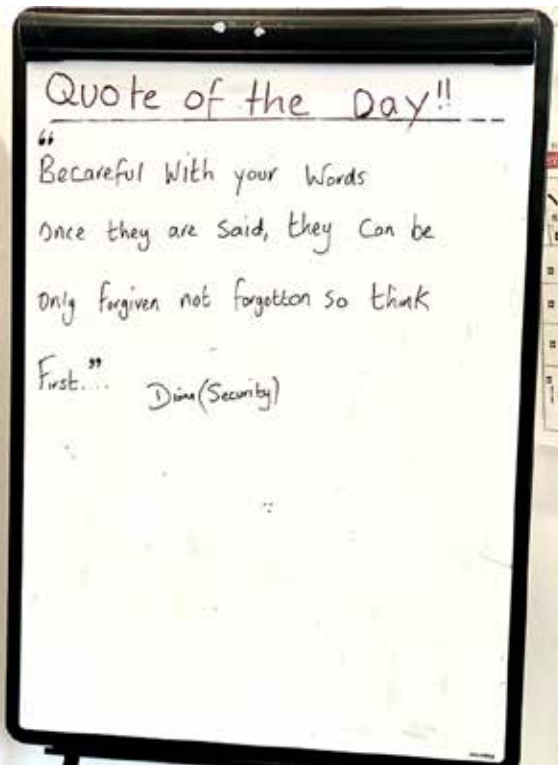 Quote of the Day!!
“
Becareful With your Words
Once they are Said, they Can be
Only forgiven not forgotton so think
First...”
(Security)